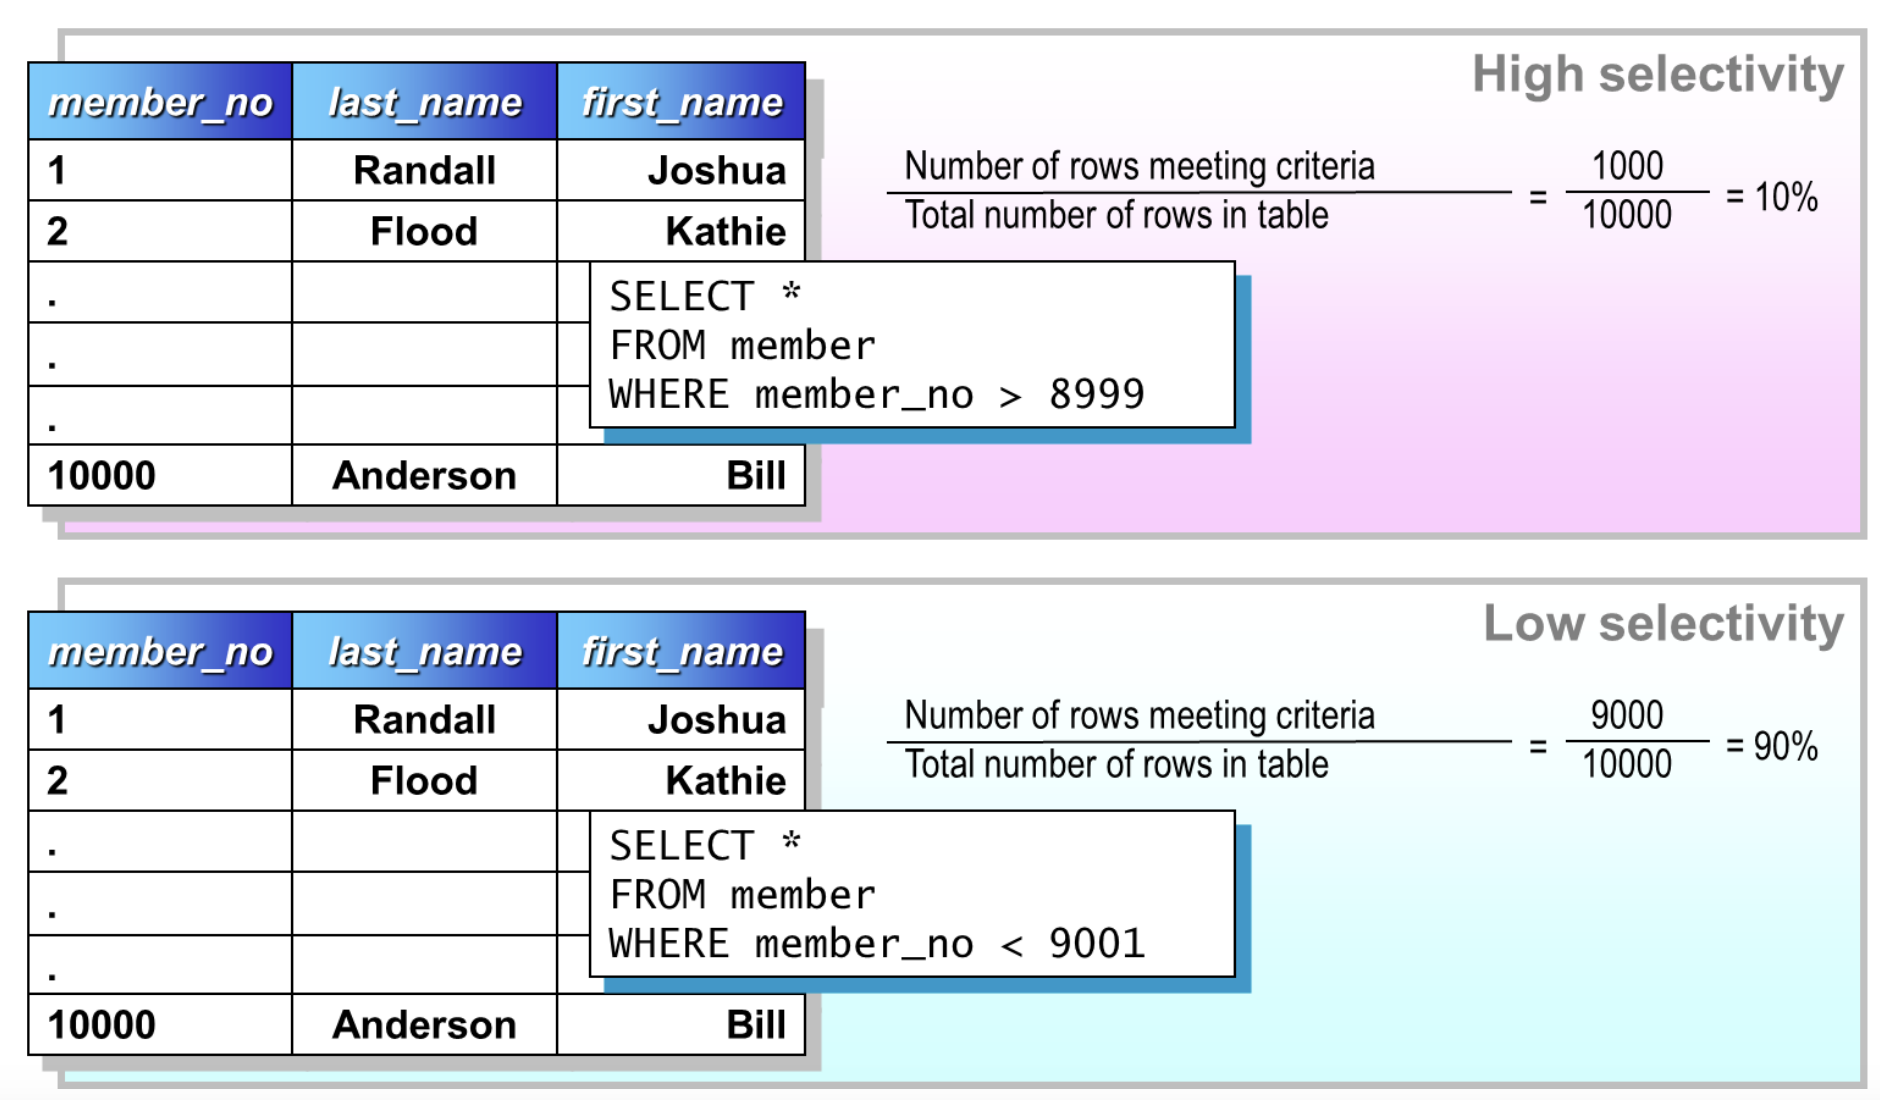 High selectivity
member_no last_name first_name
1 Randall Joshua
2 Flood Kathie
.
.
.
10000 Anderson Bill
Number of rows meeting criteria
Total number of rows in table
=
1000
10000
= 10%
SELECT *
FROM member
WHERE member_no > 8999
Low selectivity
member_no last_name first_name
1 Randall Joshua
2 Flood Kathie
.
.
.
10000 Anderson Bill
Number of rows meeting criteria
Total number of rows in table
=
9000
10000
= 90%
SELECT *
FROM member
WHERE member_no < 9001